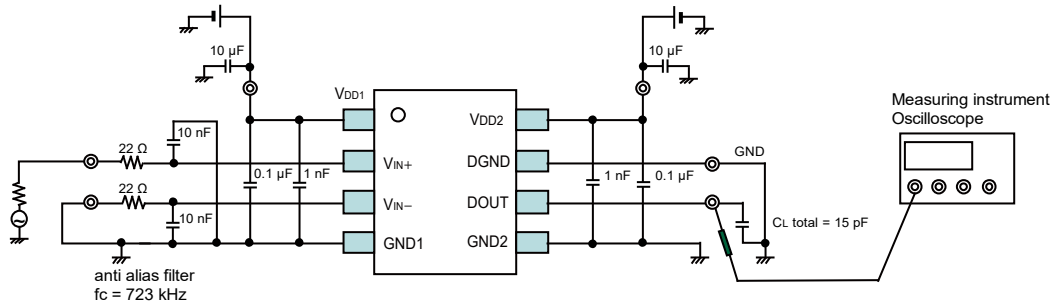 10 µF
10 µF
VDD1
VDD2
10 nF
22 Ω
VIN+
DGND
GND
0.1 µF
1 nF
1 nF
0.1 µF
22 Ω
VIN−
DOUT
10 nF
CL total = 15 pF
GND1
GND2
anti alias filter
fc = 723 kHz
Measuring instrument
Oscilloscope